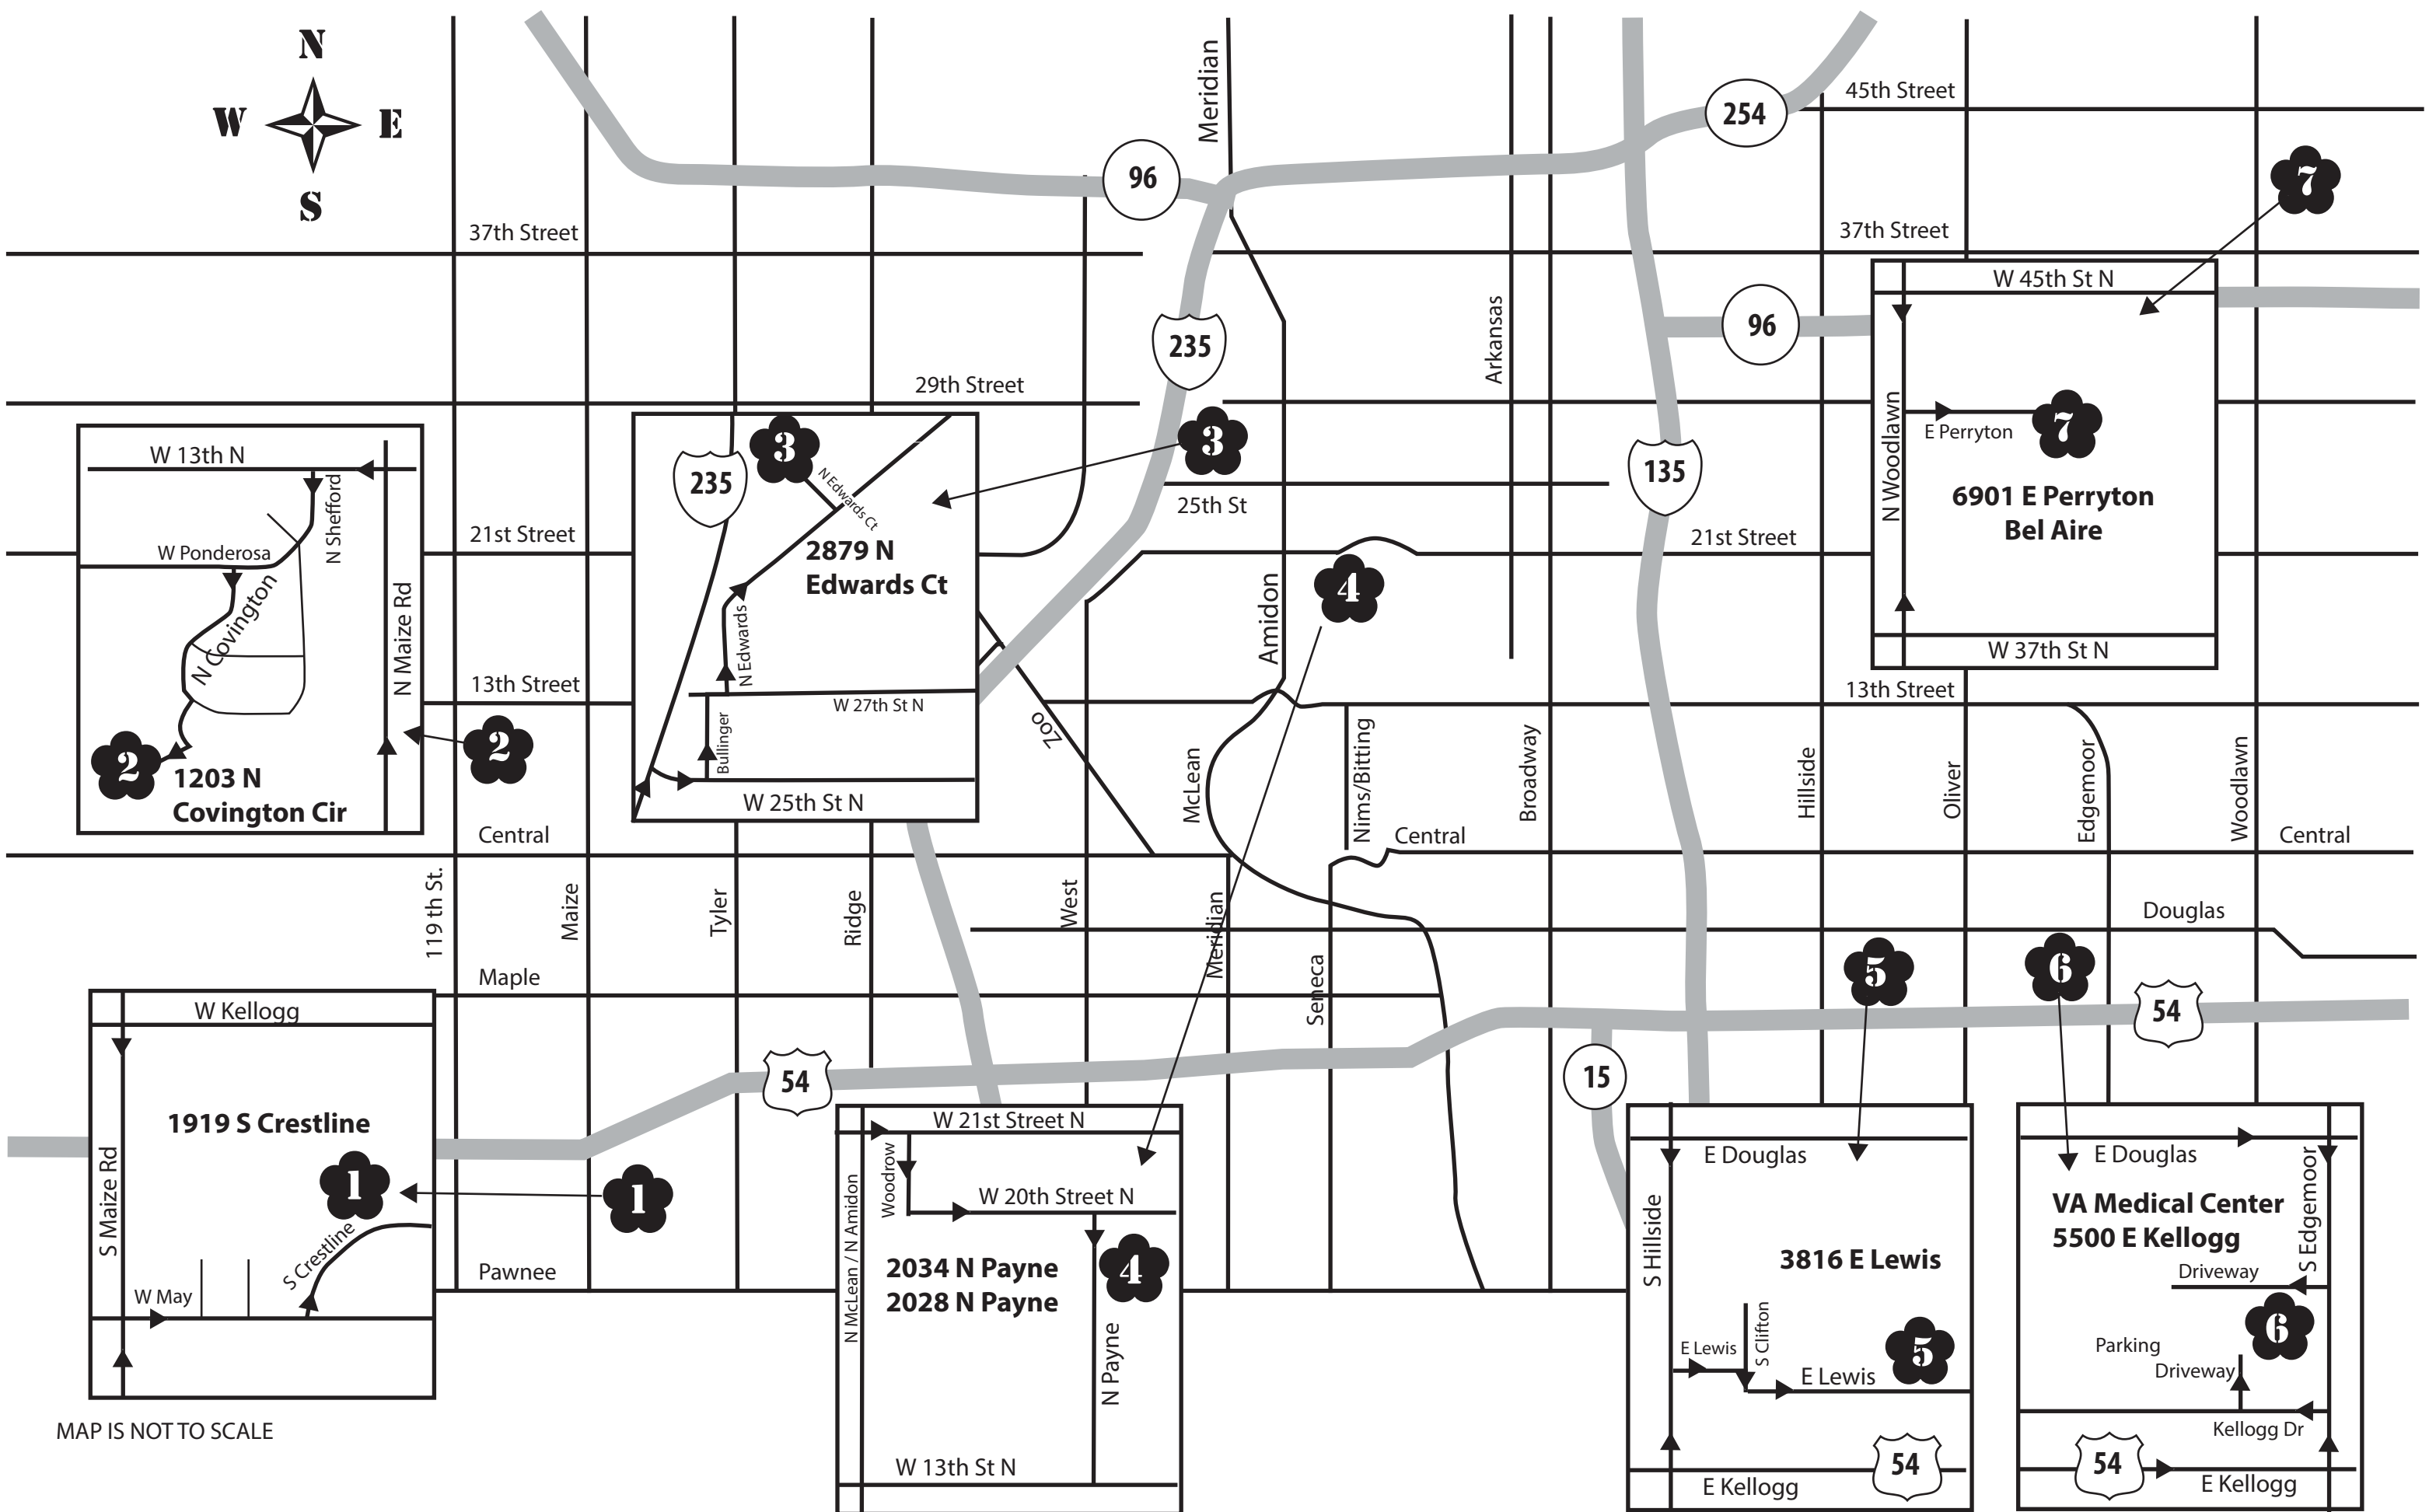 N
W E
S
Meridian
96
254
45th Street
7
37th Street
37th Street
235
Arkansas
96
29th Street
25th St
135
21st Street
21st Street
3
4
Amidon
13th Street
13th Street
2
Zoo
McLean
Nims/Bitting
Broadway
Hillside
Oliver
Edgemoor
Woodlawn
Central
Central
Central
119 th St.
Maize
Tyler
Ridge
West
Meridian
Seneca
Douglas
Maple
5
6
54
54
15
1
Pawnee
W 13th N
N Shefford
W Ponderosa
N Covington
N Maize Rd
2
1203 N
Covington Cir
3
235
N Edwards Ct
2879 N
Edwards Ct
N Edwards
W 27th St N
Bullinger
W 25th St N
W 45th St N
N Woodlawn
E Perryton
7
6901 E Perryton
Bel Aire
W 37th St N
W Kellogg
1919 S Crestline
S Maize Rd
1
S Crestline
W May
W 21st Street N
Woodrow
N McLean / N Amidon
W 20th Street N
2034 N Payne
2028 N Payne
4
N Payne
W 13th St N
E Douglas
S Hillside
3816 E Lewis
E Lewis
S Clifton
E Lewis
5
54
E Kellogg
E Douglas
VA Medical Center
5500 E Kellogg
S Edgemoor
Driveway
6
Parking
Driveway
Kellogg Dr
54
E Kellogg
MAP IS NOT TO SCALE